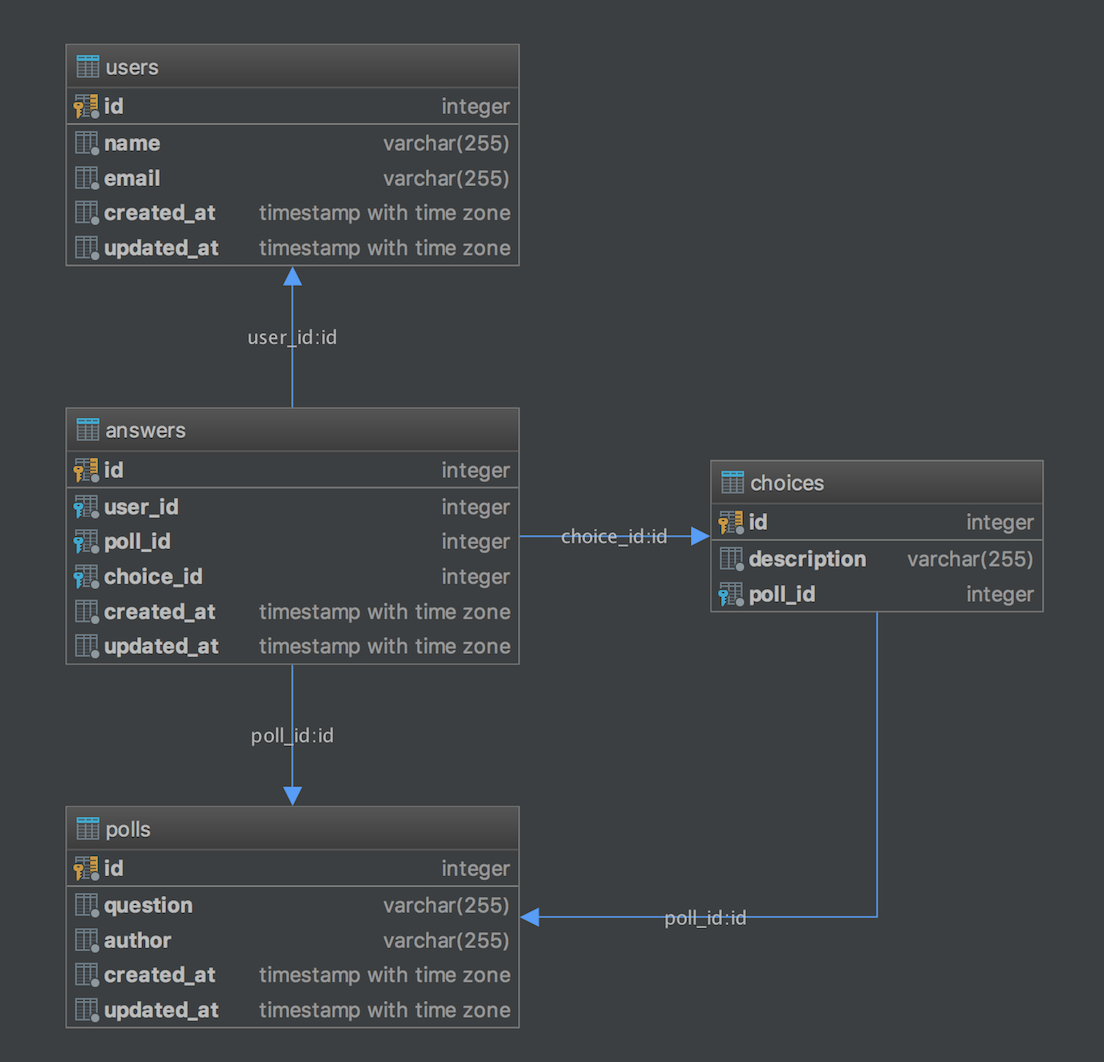 users
id integer
name varchar(255)
email varchar(255)
created_at timestamp with time zone
updated_at timestamp with time zone
user_id:id
answers
id integer
user_id integer
poll_id integer
choice_id integer
created_at timestamp with time zone
updated_at timestamp with time zone
choice_id:id
choices
id integer
description varchar(255)
poll_id integer
poll_id:id
polls
id integer
question varchar(255)
author varchar(255)
created_at timestamp with time zone
updated_at timestamp with time zone
poll_id:id